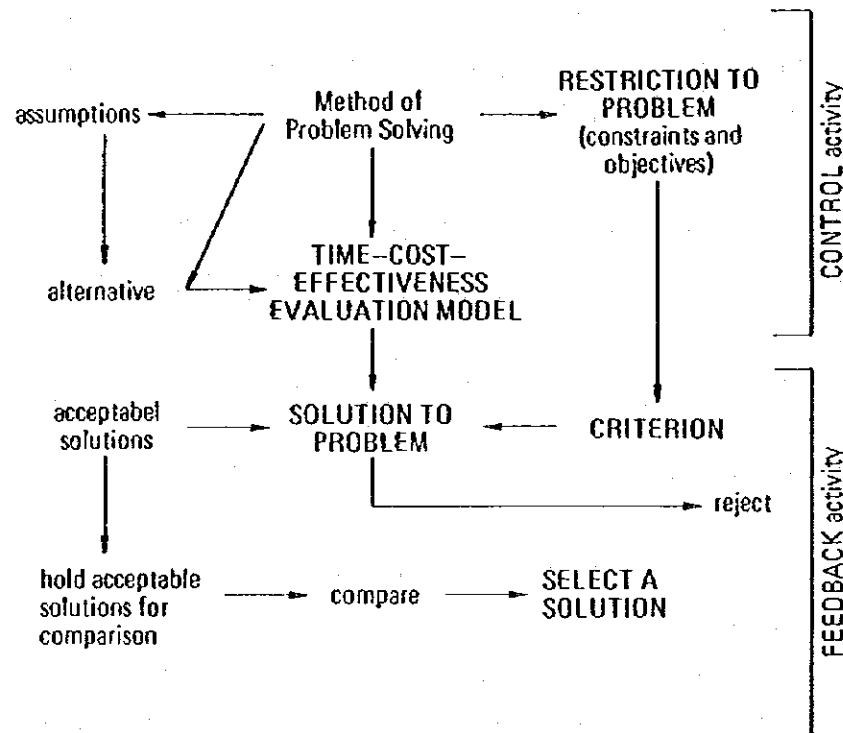 assumptions
Method of
Problem Solving
RESTRICTION TO
PROBLEM
(constraints and
objectives)
CONTROL activity
alternative
TIME–COST–
EFFECTIVENESS
EVALUATION MODEL
acceptabel
solutions
SOLUTION TO
PROBLEM
CRITERION
reject
FEEDBACK activity
hold acceptable
solutions for
comparison
compare
SELECT A
SOLUTION